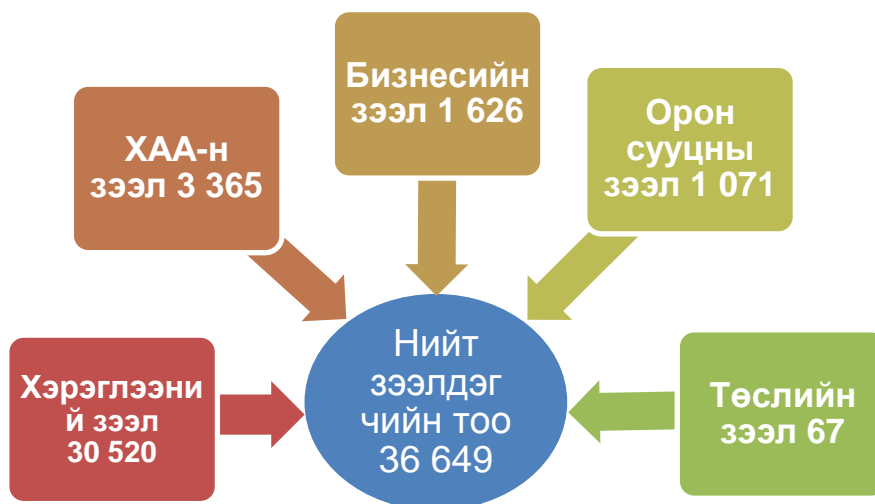 Бизнесийн
зээл 1 626
ХАА-н
зээл 3 365
Орон
сууцны
зээл 1 071
Хэрэглээни
й зээл
30 520
Нийт
зээлдэг
чийн тоо
36 649
Төслийн
зээл 67